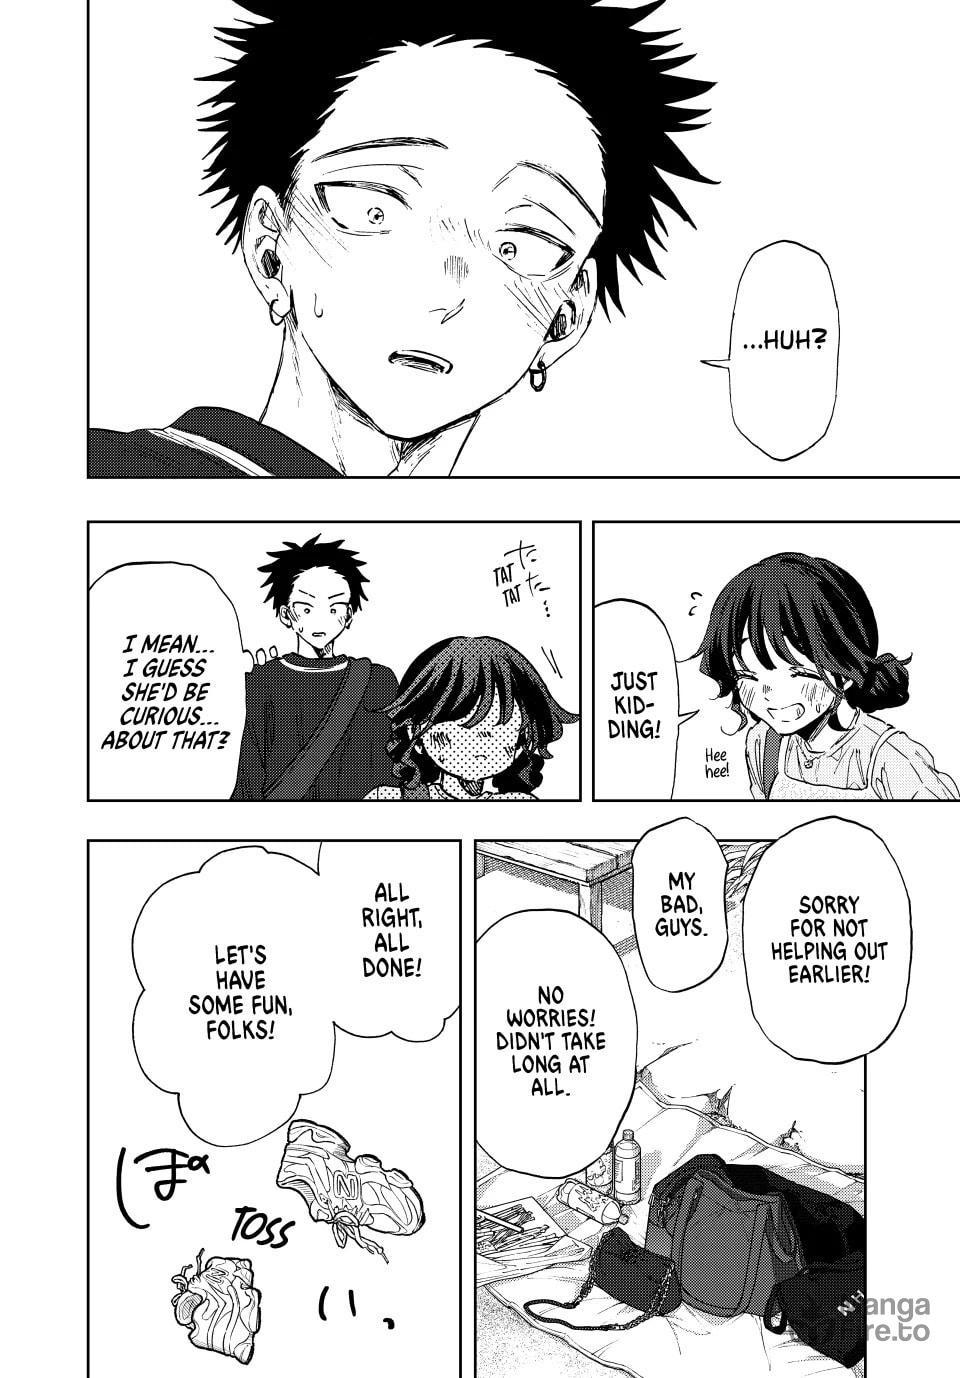 ...HUH?
JUST
KID-
DING!
Hee
hee!
た
た
TAT
TAT
I MEAN...
I GUESS
SHE'D BE
CURIOUS...
ABOUT THAT?
SORRY
FOR NOT
HELPING OUT
EARLIER!
MY
BAD,
GUYS.
NO
WORRIES!
DIDN'T TAKE
LONG AT
ALL.
ALL
RIGHT,
ALL
DONE!
LET'S
HAVE
SOME FUN,
FOLKS!
TOSS
N